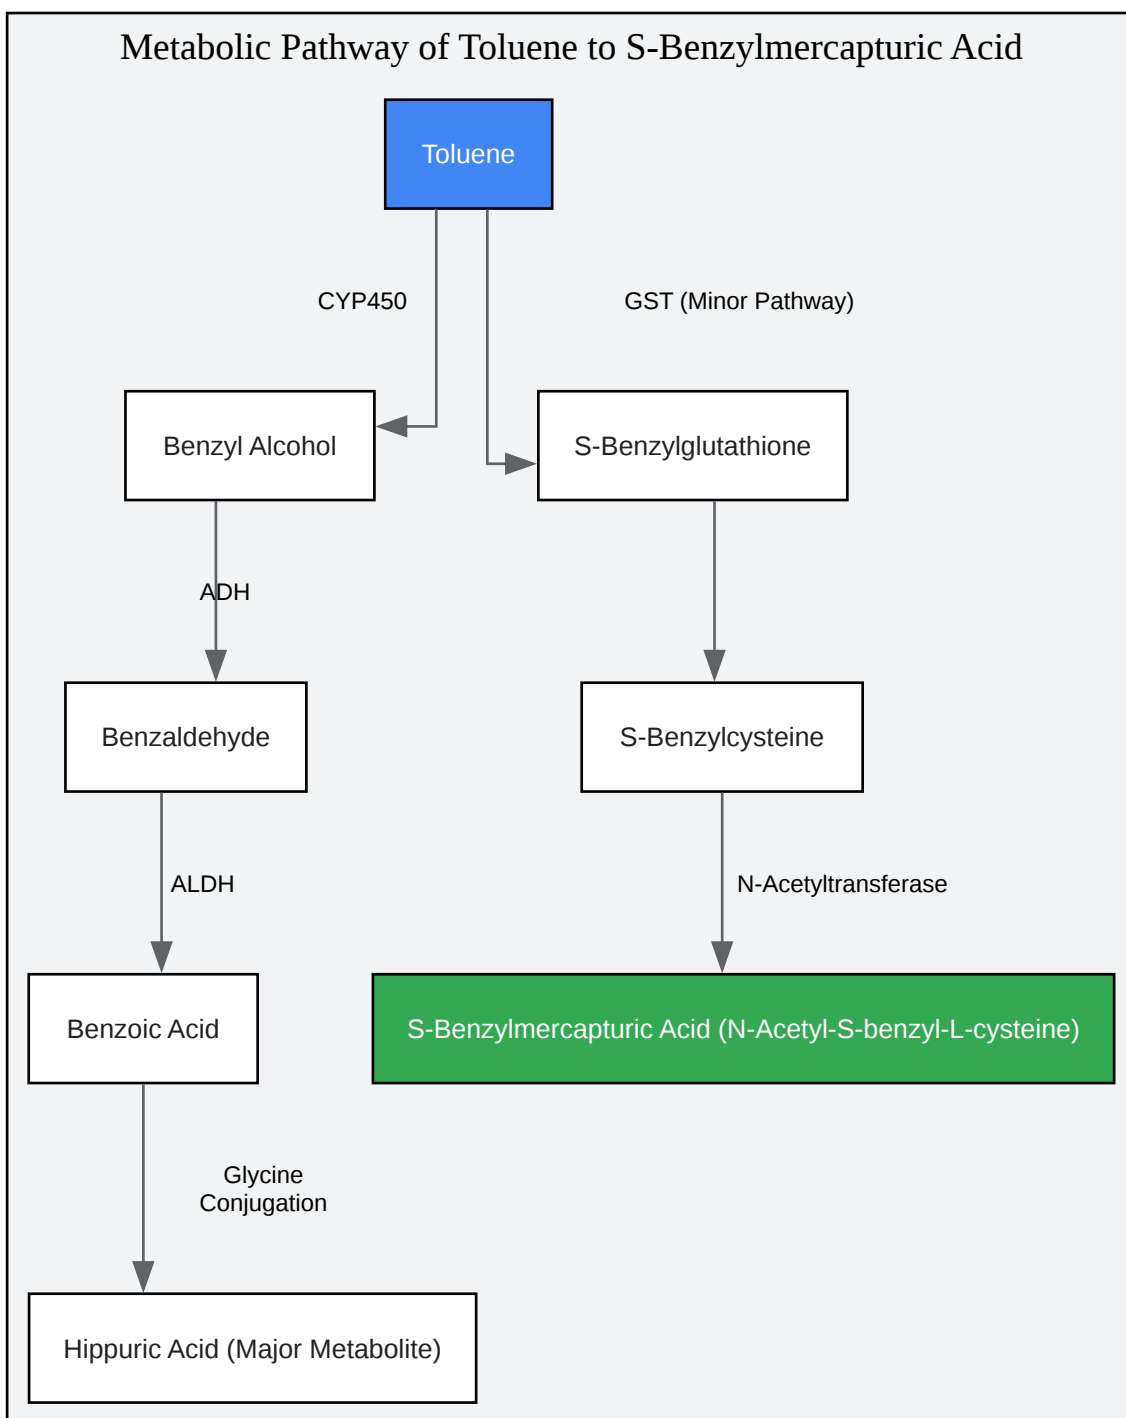 Metabolic Pathway of Toluene to S-Benzylmercapturic Acid
Toluene
CYP450
GST (Minor Pathway)
Benzyl Alcohol
S-Benzylglutathione
ADH
Benzaldehyde
S-Benzylcysteine
ALDH
N-Acetyltransferase
Benzoic Acid
S-Benzylmercapturic Acid (N-Acetyl-S-benzyl-L-cysteine)
Glycine
Conjugation
Hippuric Acid (Major Metabolite)